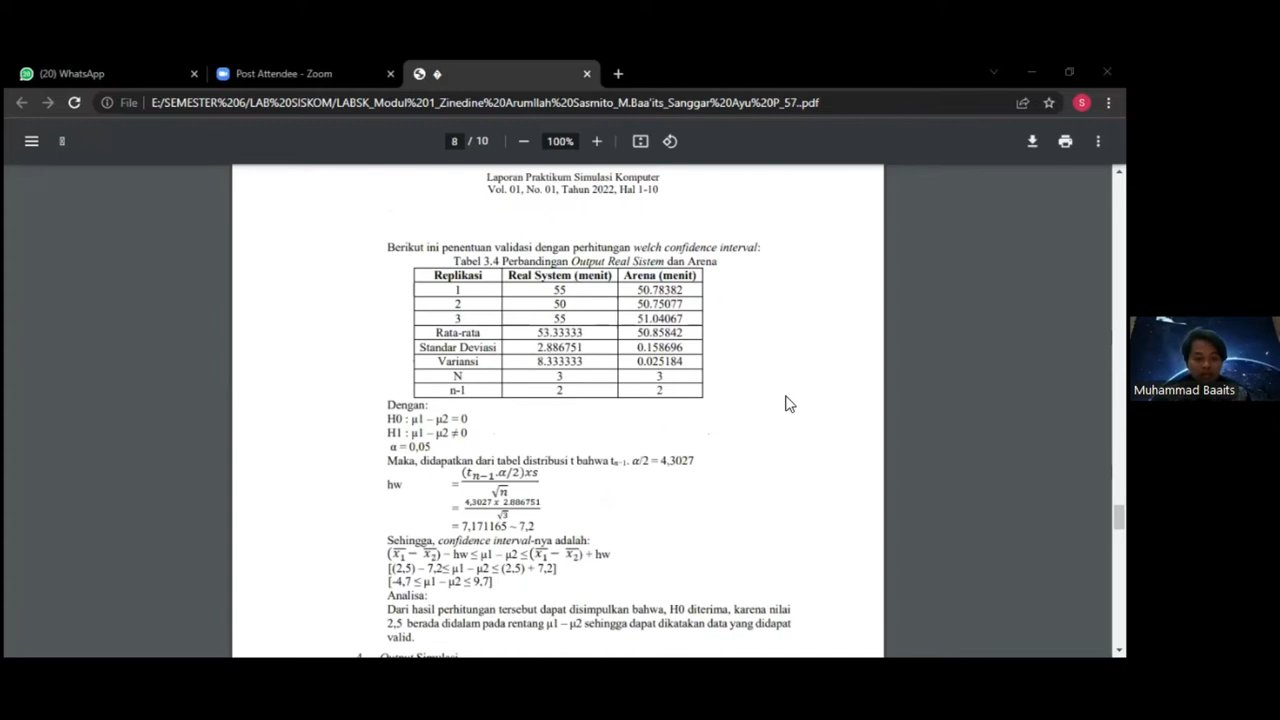 (20) WhatsApp
Post Attendee - Zoom
File E:/SEMESTER%206/LAB%20SISKOM/LABSK_Modul%201_Zinedine%20ArumIlah%20Sasmito_M.Baa'its_Sanggar%20Ayu%20P_57..pdf
S
8 / 10 100%
Laporan Praktikum Simulasi Komputer
Vol. 01, No. 01, Tahun 2022, Hal 1-10
Berikut ini penentuan validasi dengan perhitungan welch confidence interval:
Tabel 3.4 Perbandingan Output Real Sistem dan Arena
Replikasi Real System (menit) Arena (menit)
1 55 50.78382
2 50 50.75077
3 55 51.04067
Rata-rata 53.33333 50.85842
Standar Deviasi 2.886751 0.158696
Variansi 8.333333 0.025184
N 3 3
n-1 2 2
Dengan:
H0 : μ1 – μ2 = 0
H1 : μ1 – μ2 ≠ 0
α = 0,05
Maka, didapatkan dari tabel distribusi t bahwa tₙ₋₁. α/2 = 4,3027
hw = (tₙ₋₁.α/2)xs
√n
= 4,3027 x 2.886751
√3
= 7,171165 ~ 7,2
Sehingga, confidence interval-nya adalah:
(x̅₁ − x̅₂) − hw ≤ μ1 – μ2 ≤ (x̅₁ − x̅₂) + hw
[(2,5) – 7,2≤ μ1 – μ2 ≤ (2,5) + 7,2]
[-4,7 ≤ μ1 – μ2 ≤ 9,7]
Analisa:
Dari hasil perhitungan tersebut dapat disimpulkan bahwa, H0 diterima, karena nilai
2,5 berada didalam pada rentang μ1 – μ2 sehingga dapat dikatakan data yang didapat
valid.
4. Output Simulasi
Muhammad Baaits